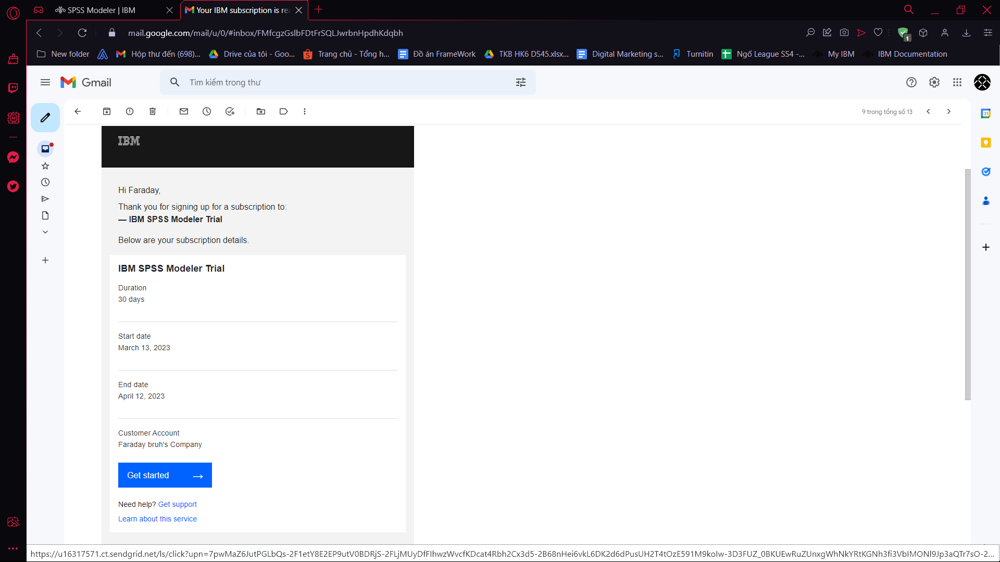 SPSS Modeler | IBM
Your IBM subscription is rea
mail.google.com/mail/u/0/#inbox/FMfcgzGslbFDtFrSQLJwrbnHpdhKdqbh
1
New folder
Hộp thư đến (698)...
Drive của tôi - Goo...
Trang chủ - Tổng h...
Đồ án FrameWork
TKB HK6 DS45.xlsx...
Digital Marketing s...
Turnitin
Ngố League SS4 -...
My IBM
IBM Documentation
Gmail
Tìm kiếm trong thư
9 trong tổng số 13
31
IBM
Hi Faraday,
Thank you for signing up for a subscription to:
— IBM SPSS Modeler Trial
Below are your subscription details.
IBM SPSS Modeler Trial
Duration
30 days
Start date
March 13, 2023
End date
April 12, 2023
Customer Account
Faraday bruh's Company
Get started →
Need help? Get support
Learn about this service
https://u16317571.ct.sendgrid.net/ls/click?upn=7pwMaZ6JutPGLbQs-2F1etY8E2EP9utV0BDRjS-2FLjMUyDfFIhwzWvcfKDcat4Rbh2Cx3d5-2B68nHei6vkL6DK2d6dPusUH2T4tOzE591M9koIw-3D3FUZ_0BKUEwRuZUnxgWhNkYRtKGNh3fi3VbIMONl9Jp3aQTr7sO-2...